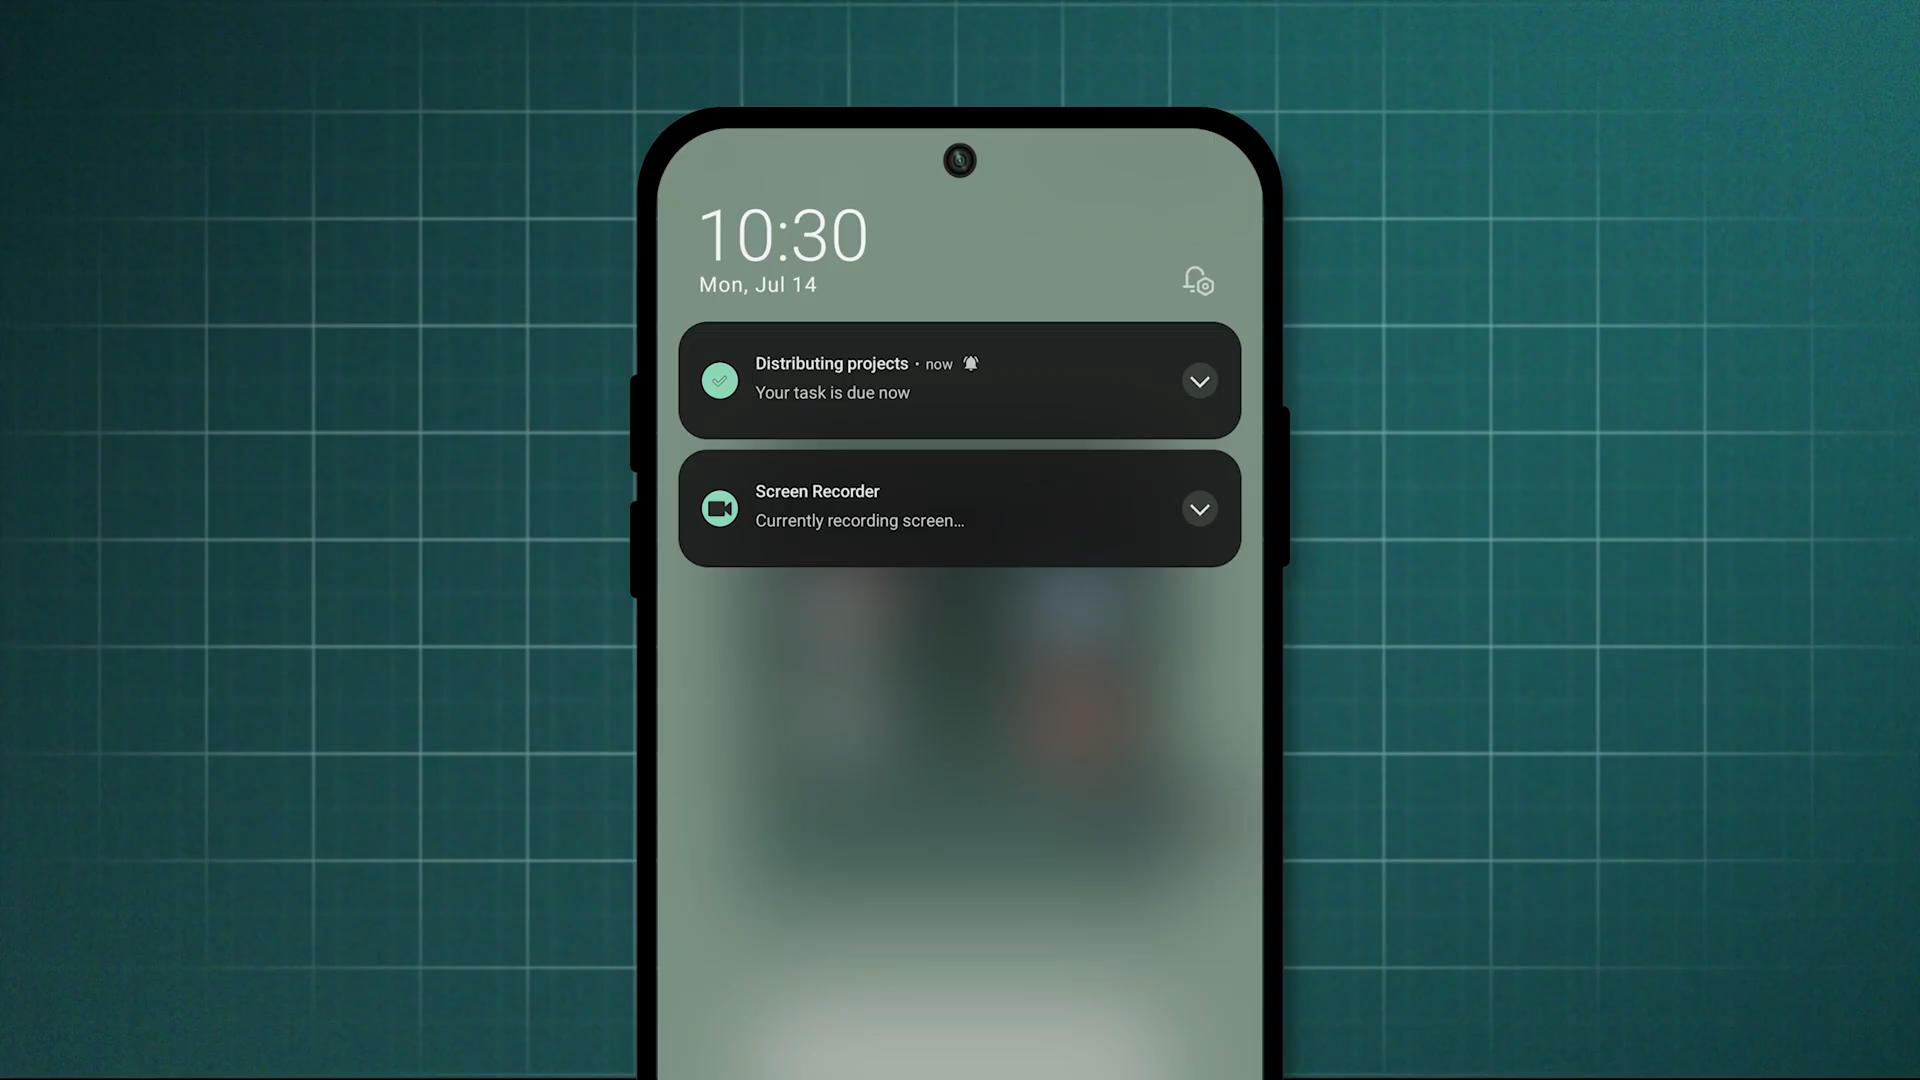 10:30
Mon, Jul 14
Distributing projects · now
Your task is due now
Screen Recorder
Currently recording screen...